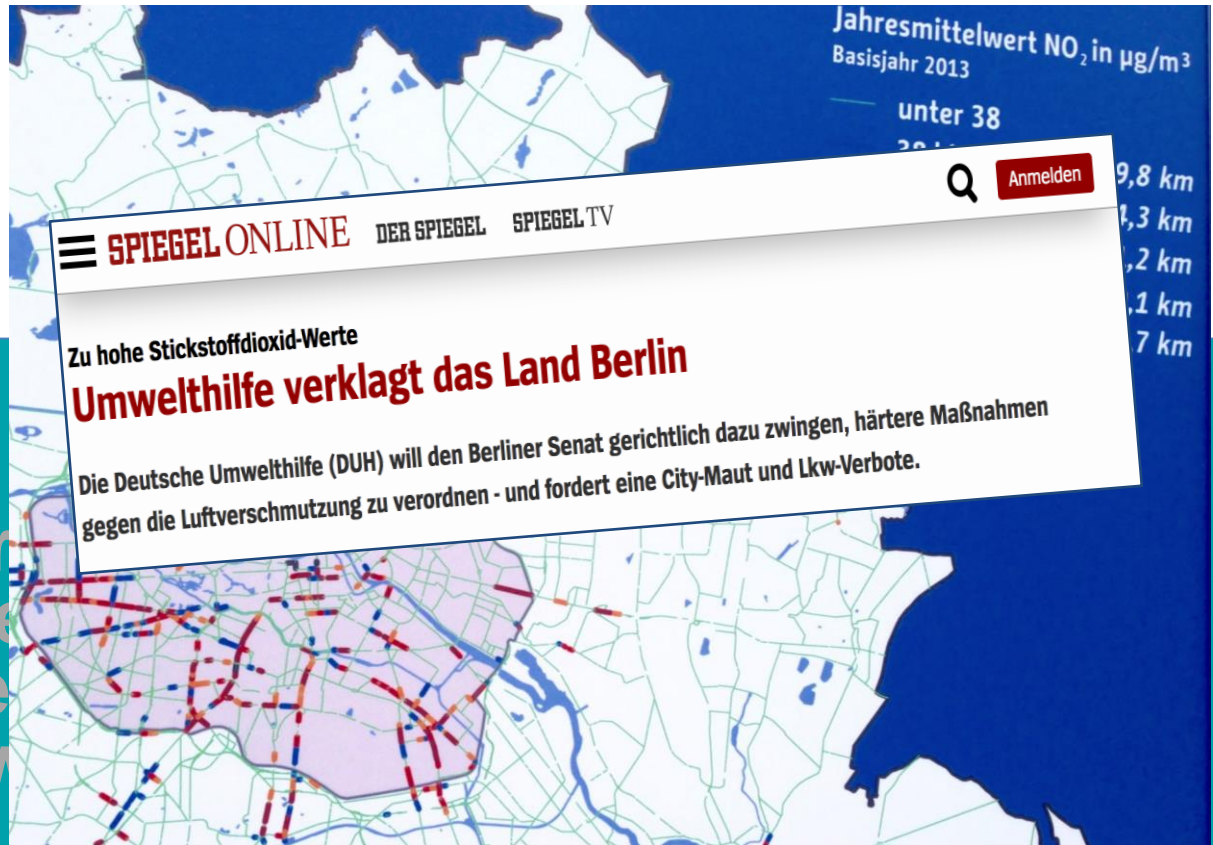 Jahresmittelwert NO₂ in µg/m³
Basisjahr 2013
unter 38
9,8 km
,3 km
,2 km
,1 km
,7 km
SPIEGEL ONLINE DER SPIEGEL SPIEGEL TV Anmelden
Zu hohe Stickstoffdioxid-Werte
Umwelthilfe verklagt das Land Berlin
Die Deutsche Umwelthilfe (DUH) will den Berliner Senat gerichtlich dazu zwingen, härtere Maßnahmen
gegen die Luftverschmutzung zu verordnen - und fordert eine City-Maut und Lkw-Verbote.